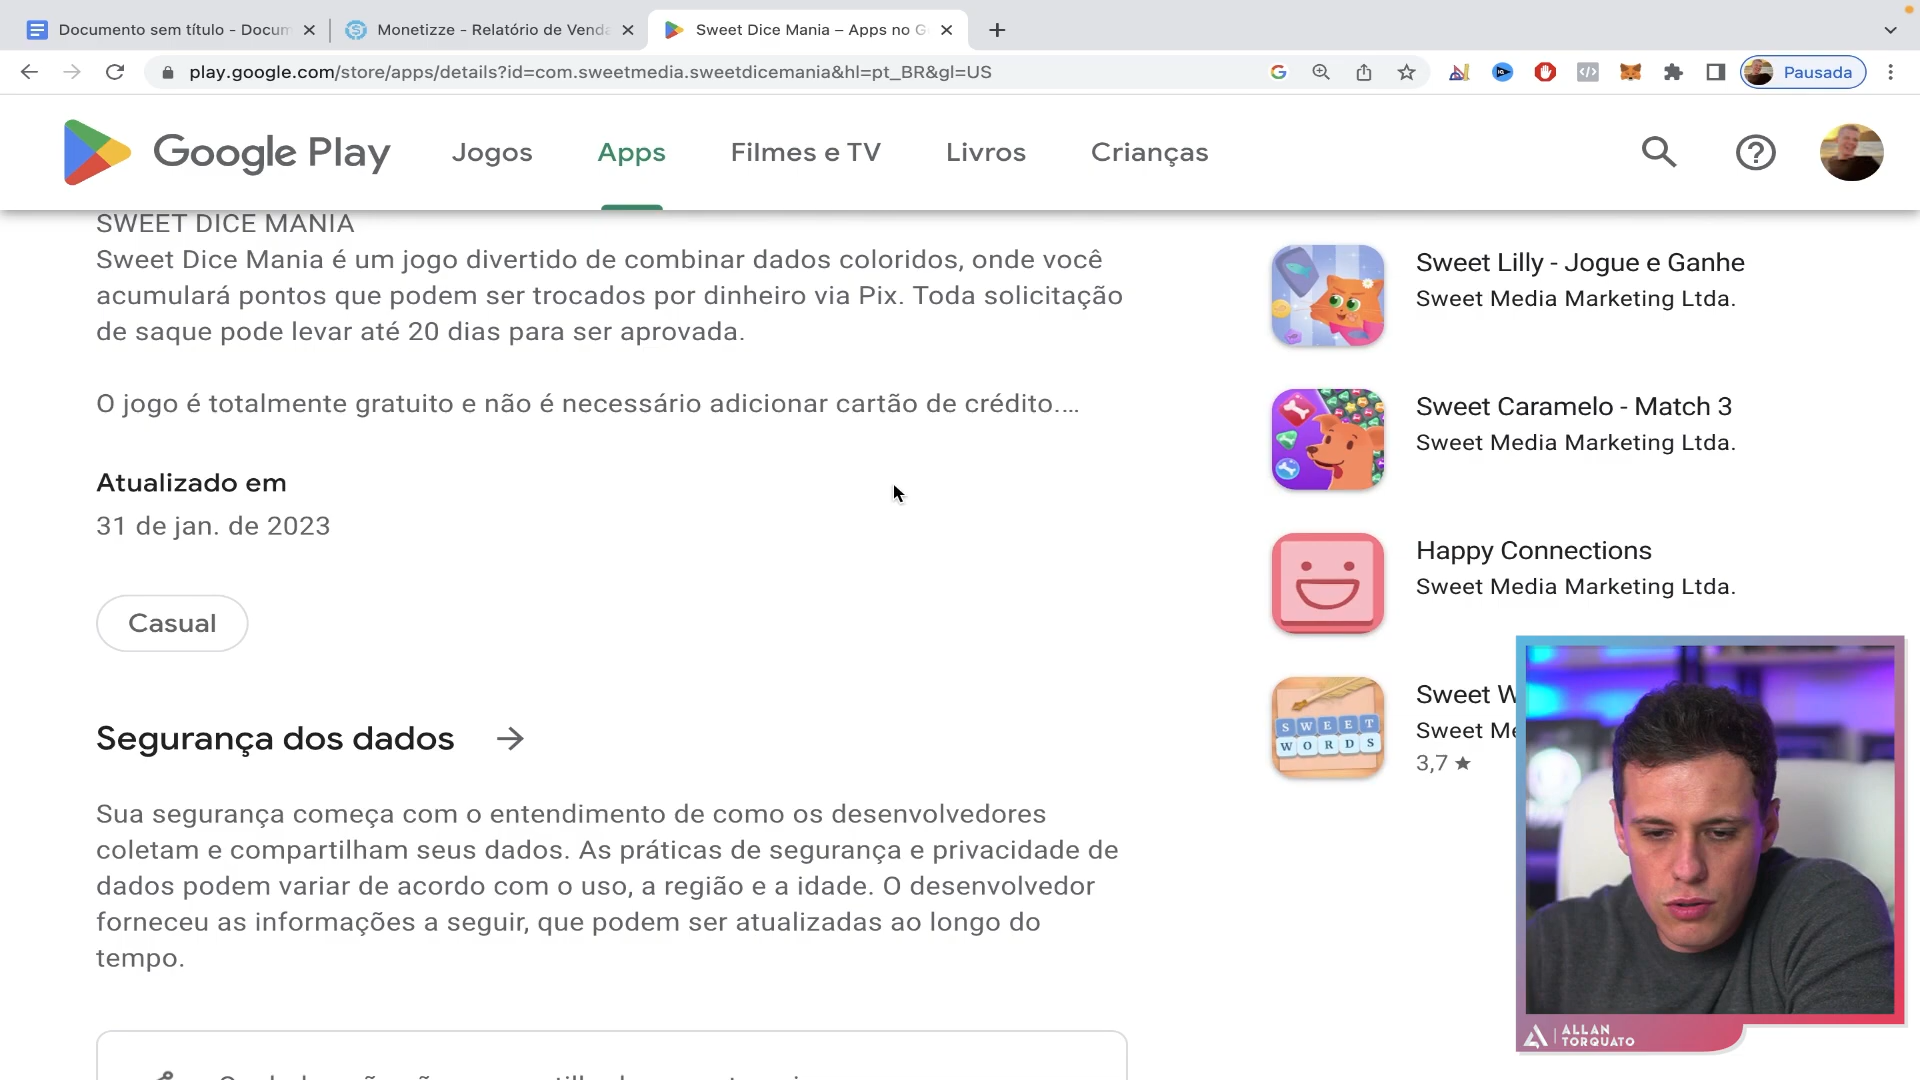 Documento sem título - Docum
Monetizze - Relatório de Venda
Sweet Dice Mania – Apps no G
play.google.com/store/apps/details?id=com.sweetmedia.sweetdicemania&hl=pt_BR&gl=US
Pausada
Google Play
Jogos
Apps
Filmes e TV
Livros
Crianças
SWEET DICE MANIA
Sweet Dice Mania é um jogo divertido de combinar dados coloridos, onde você
acumulará pontos que podem ser trocados por dinheiro via Pix. Toda solicitação
de saque pode levar até 20 dias para ser aprovada.
O jogo é totalmente gratuito e não é necessário adicionar cartão de crédito.…
Atualizado em
31 de jan. de 2023
Casual
Segurança dos dados
Sua segurança começa com o entendimento de como os desenvolvedores
coletam e compartilham seus dados. As práticas de segurança e privacidade de
dados podem variar de acordo com o uso, a região e a idade. O desenvolvedor
forneceu as informações a seguir, que podem ser atualizadas ao longo do
tempo.
Sweet Lilly - Jogue e Ganhe
Sweet Media Marketing Ltda.
Sweet Caramelo - Match 3
Sweet Media Marketing Ltda.
Happy Connections
Sweet Media Marketing Ltda.
SWEET
WORDS
Sweet W
Sweet Me
3,7 ★
ALLAN
TORQUATO